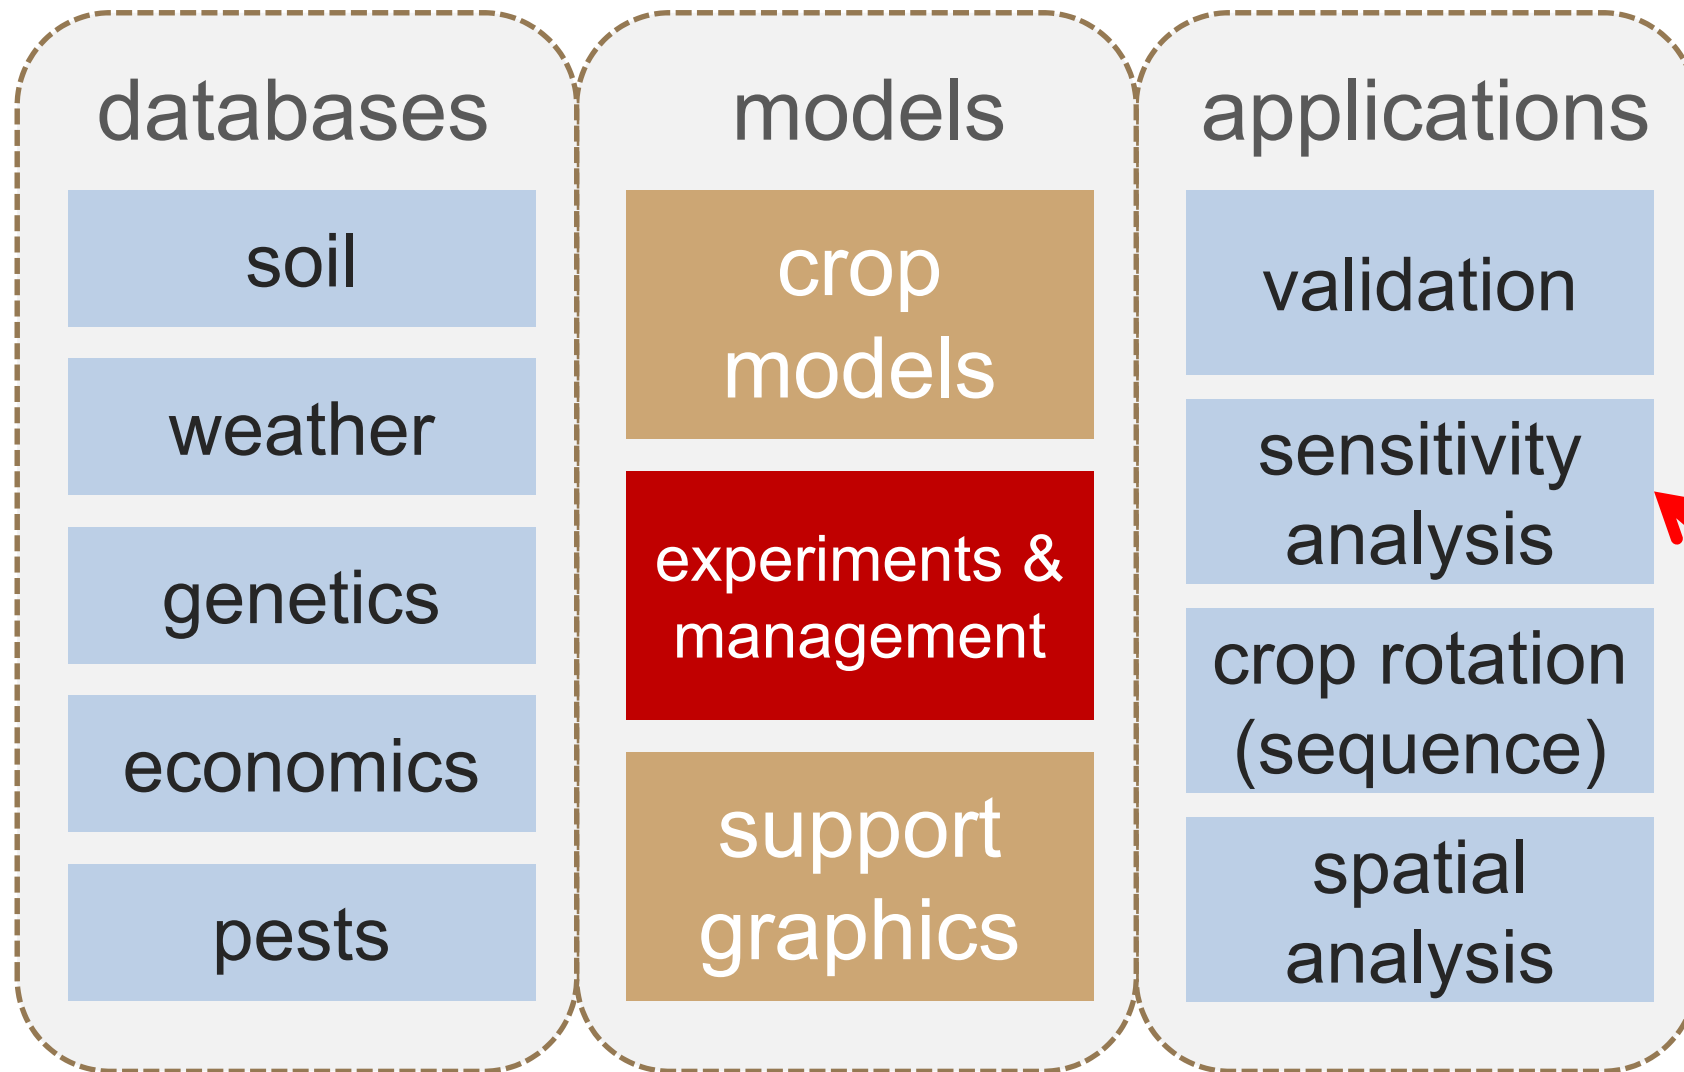 databases
soil
weather
genetics
economics
pests
models
crop
models
experiments &
management
support
graphics
applications
validation
sensitivity
analysis
crop rotation
(sequence)
spatial
analysis